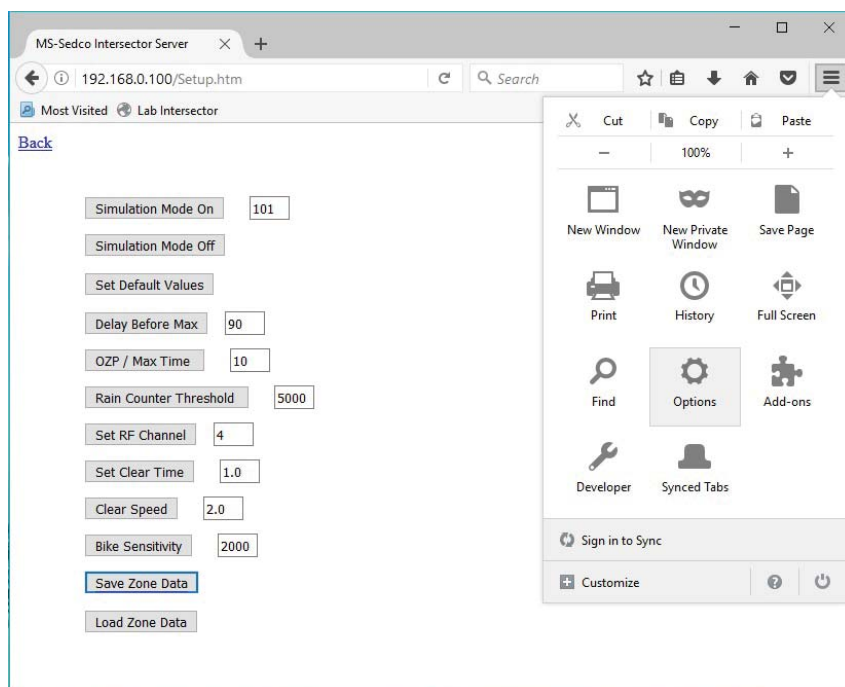 MS-Sedco Intersector Server
192.168.0.100/Setup.htm
Search
Most Visited
Lab Intersector
Back
Simulation Mode On 101
Simulation Mode Off
Set Default Values
Delay Before Max 90
OZP / Max Time 10
Rain Counter Threshold 5000
Set RF Channel 4
Set Clear Time 1.0
Clear Speed 2.0
Bike Sensitivity 2000
Save Zone Data
Load Zone Data
Cut Copy Paste
100%
New Window
New Private
Window
Save Page
Print History Full Screen
Find Options Add-ons
Developer Synced Tabs
Sign in to Sync
Customize